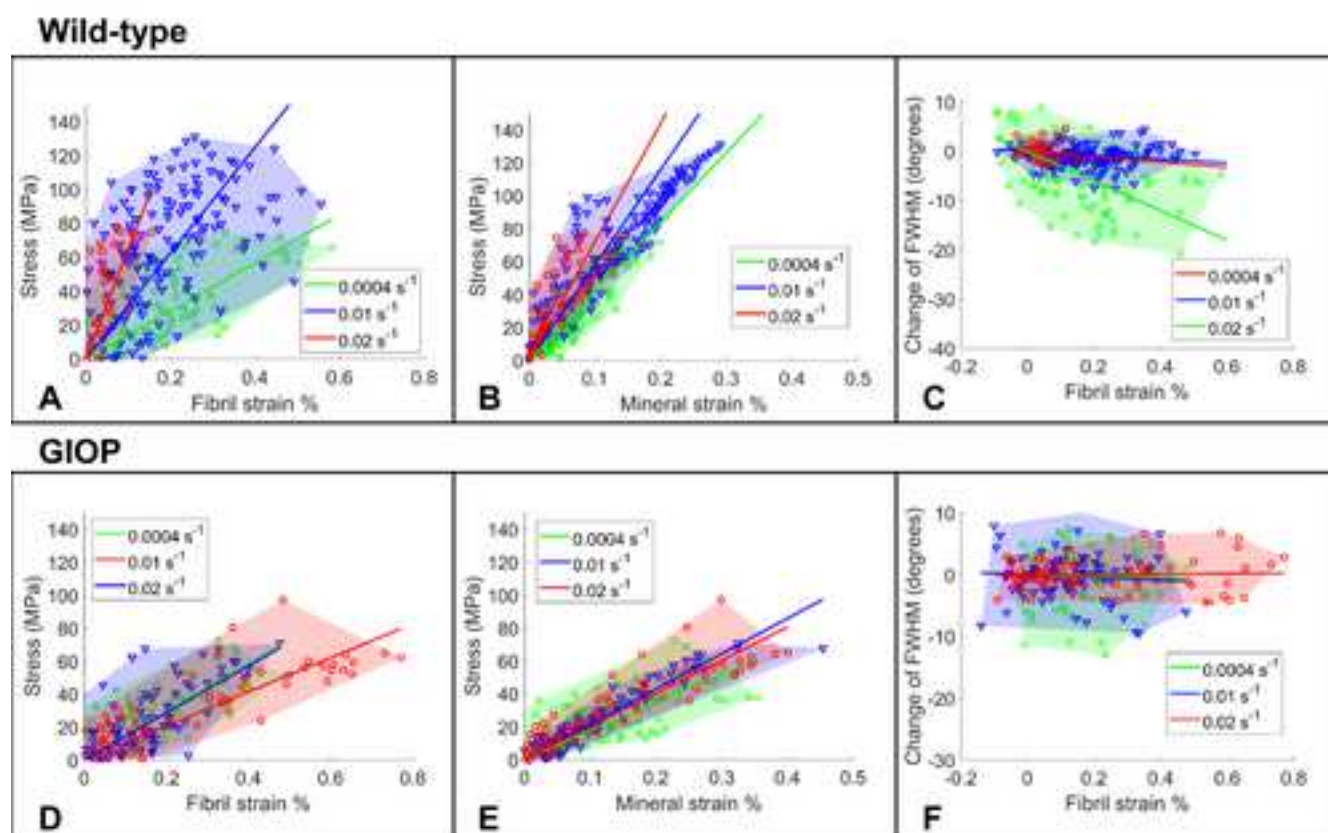 Wild-type
140
120
100
80
60
40
20
0
Stress (MPa)
0 0.2 0.4 0.6 0.8
Fibril strain %
0.0004 s⁻¹
0.01 s⁻¹
0.02 s⁻¹
A
140
120
100
80
60
40
20
0
Stress (MPa)
0 0.1 0.2 0.3 0.4 0.5
Mineral strain %
0.0004 s⁻¹
0.01 s⁻¹
0.02 s⁻¹
B
10
0
-10
-20
-30
-40
Change of FWHM (degrees)
-0.2 0 0.2 0.4 0.6 0.8
Fibril strain %
0.0004 s⁻¹
0.01 s⁻¹
0.02 s⁻¹
C
GIOP
140
120
100
80
60
40
20
0
Stress (MPa)
0 0.2 0.4 0.6 0.8
Fibril strain %
0.0004 s⁻¹
0.01 s⁻¹
0.02 s⁻¹
D
140
120
100
80
60
40
20
0
Stress (MPa)
0 0.1 0.2 0.3 0.4 0.5
Mineral strain %
0.0004 s⁻¹
0.01 s⁻¹
0.02 s⁻¹
E
10
0
-10
-20
-30
Change of FWHM (degrees)
-0.2 0 0.2 0.4 0.6 0.8
Fibril strain %
0.0004 s⁻¹
0.01 s⁻¹
0.02 s⁻¹
F